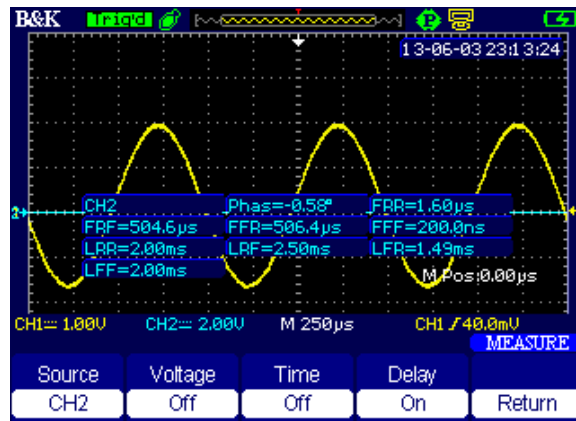 B&K Trig'd P
13-06-03 23:13:24
CH2 Phas=-0.58° FRR=1.60µs
FRF=504.6µs FFR=506.4µs FFF=200.0ns
LRR=2.00ms LRF=2.50ms LFR=1.49ms
LFF=2.00ms
M Pos:0.00µs
CH1 1.00V CH2 2.00V M 250µs CH1 40.0mV
MEASURE
Source Voltage Time Delay
CH2 Off Off On Return